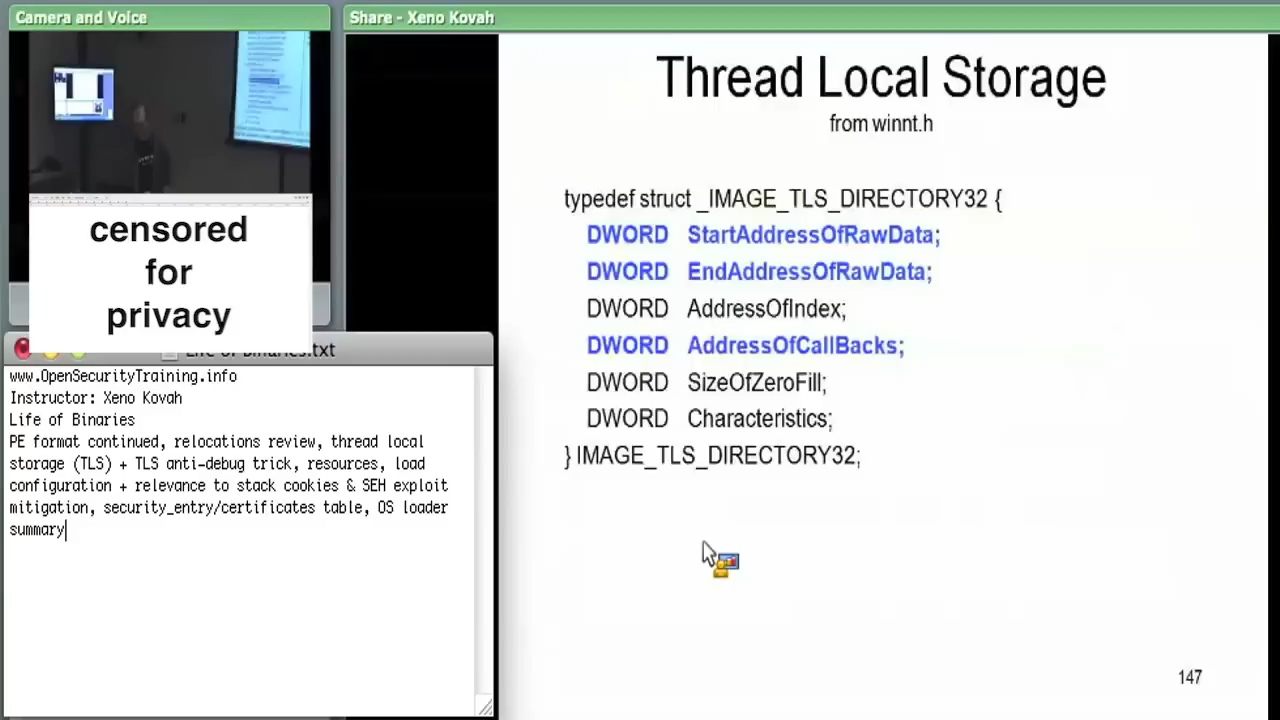 Camera and Voice
Share - Xeno Kovah
censored
for
privacy
Life of Binaries.txt
www.OpenSecurityTraining.info
Instructor: Xeno Kovah
Life of Binaries
PE format continued, relocations review, thread local
storage (TLS) + TLS anti-debug trick, resources, load
configuration + relevance to stack cookies & SEH exploit
mitigation, security_entry/certificates table, OS loader
summary
Thread Local Storage
from winnt.h
typedef struct _IMAGE_TLS_DIRECTORY32 {
DWORD StartAddressOfRawData;
DWORD EndAddressOfRawData;
DWORD AddressOfIndex;
DWORD AddressOfCallBacks;
DWORD SizeOfZeroFill;
DWORD Characteristics;
} IMAGE_TLS_DIRECTORY32;
147